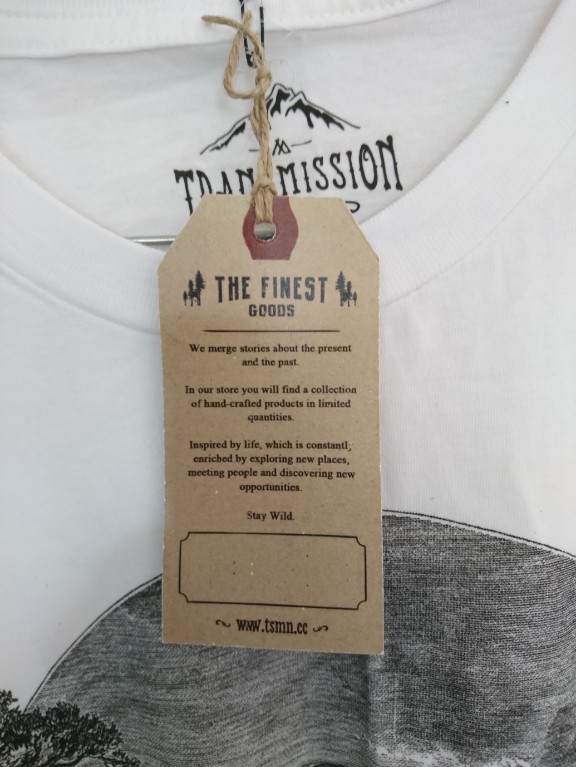 MISSION
THE FINEST
GOODS
We merge stories about the present
and the past.
In our store you will find a collection
of hand-crafted products in limited
quantities.
Inspired by life, which is constantly
enriched by exploring new places,
meeting people and discovering new
opportunities.
Stay Wild.
www.tsmn.cc